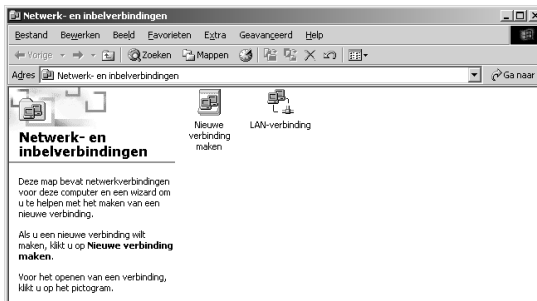 Netwerk- en inbelverbindingen
Bestand Bewerken Beeld Favorieten Extra Geavanceerd Help
Vorige Zoeken Mappen
Adres Netwerk- en inbelverbindingen Ga naar
Netwerk- en
inbelverbindingen
Deze map bevat netwerkverbindingen
voor deze computer en een wizard om
u te helpen met het maken van een
nieuwe verbinding.
Als u een nieuwe verbinding wilt
maken, klikt u op Nieuwe verbinding
maken.
Voor het openen van een verbinding,
klikt u op het pictogram.
Nieuwe
verbinding
maken
LAN-verbinding